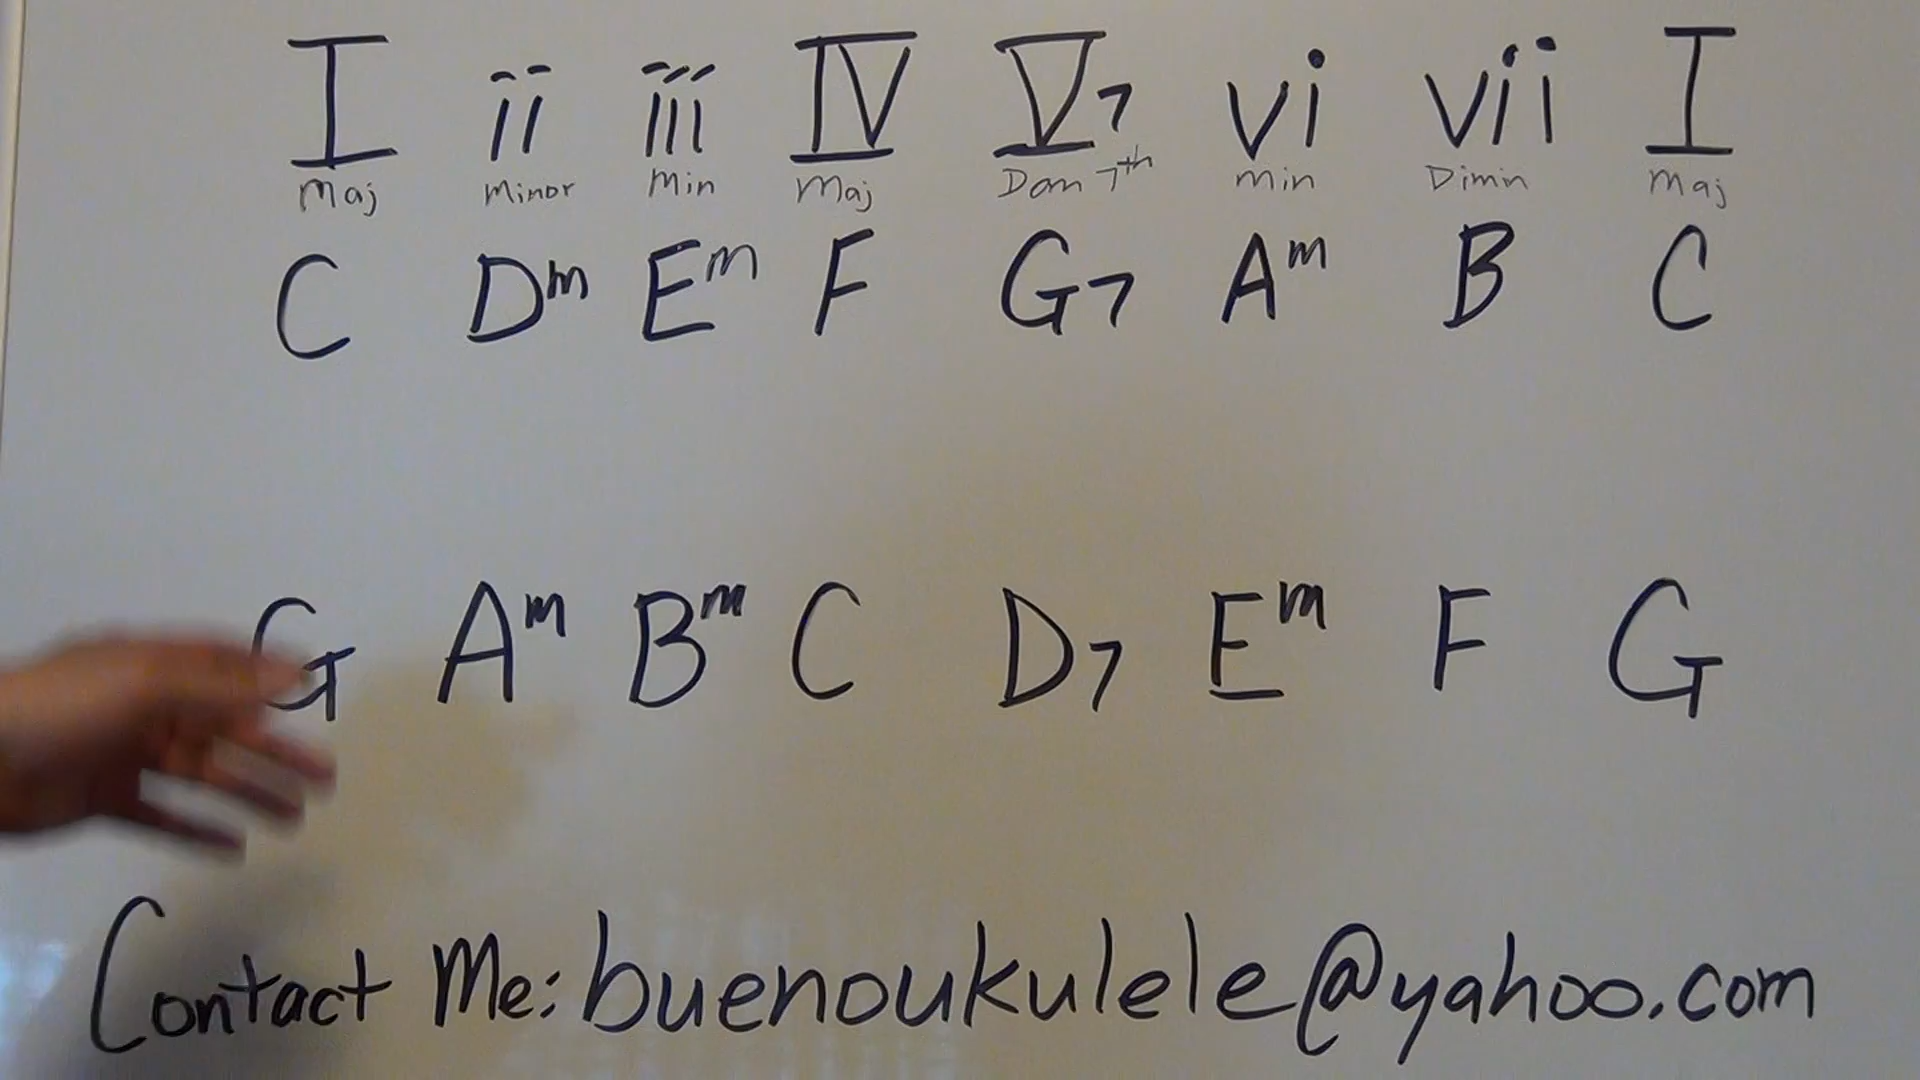 I ii iii IV V7 vi vii I
Maj Minor Min Maj Dom 7th Min Dimin Maj
C Dm Em F G7 Am B C
G Am Bm C D7 Em F G
Contact Me: buenoukulele@yahoo.com